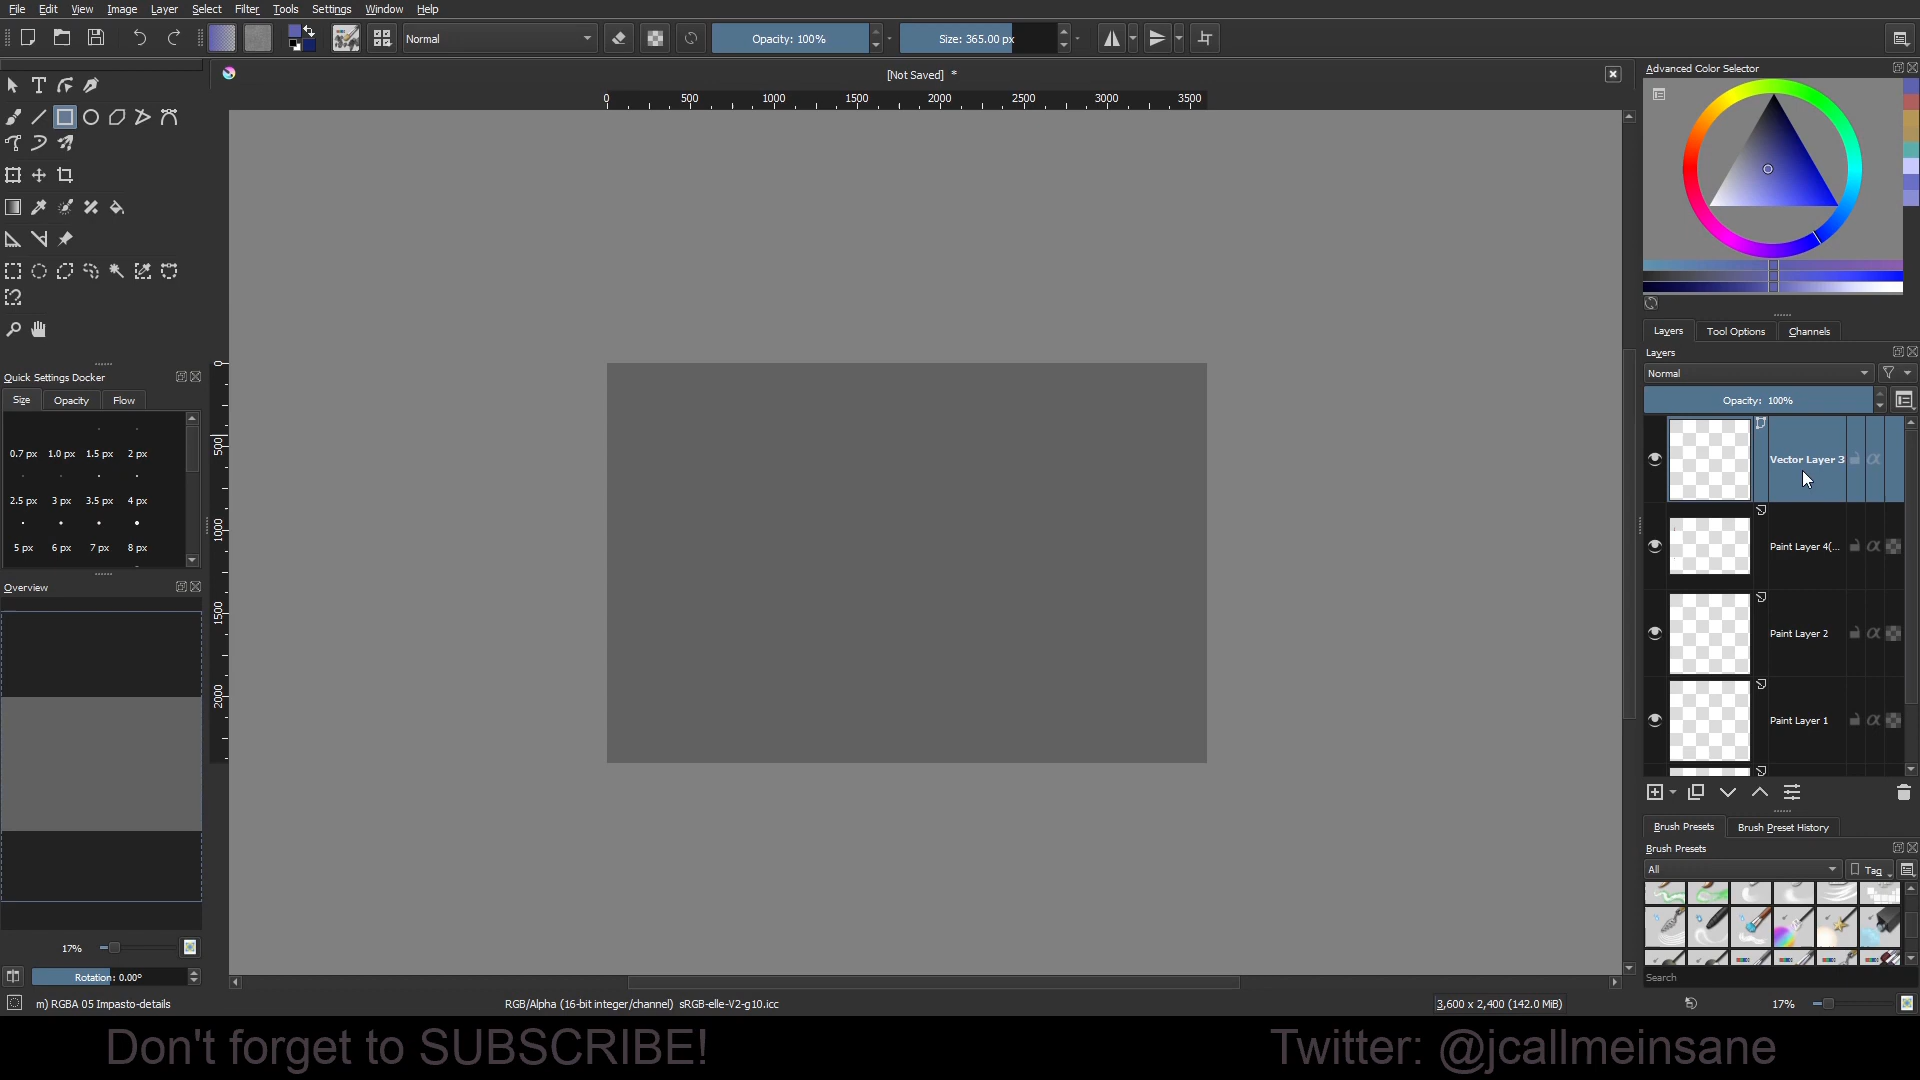 File Edit View Image Layer Select Filter Tools Settings Window Help
Normal Opacity: 100% Size: 365.00 px
[Not Saved] *
0 500 1000 1500 2000 2500 3000 3500
0
500
1000
1500
2000
Quick Settings Docker
Size Opacity Flow
0.7 px 1.0 px 1.5 px 2 px
2.5 px 3 px 3.5 px 4 px
5 px 6 px 7 px 8 px
Overview
17%
Rotation: 0.00°
m) RGBA 05 Impasto-details
RGB/Alpha (16-bit integer/channel) sRGB-elle-V2-g10.icc
3,600 x 2,400 (142.0 MiB)
17%
Advanced Color Selector
Layers Tool Options Channels
Layers
Normal
Opacity: 100%
Vector Layer 3
Paint Layer 4(...
Paint Layer 2
Paint Layer 1
Brush Presets Brush Preset History
Brush Presets
All Tag
Search
Don't forget to SUBSCRIBE!
Twitter: @jcallmeinsane